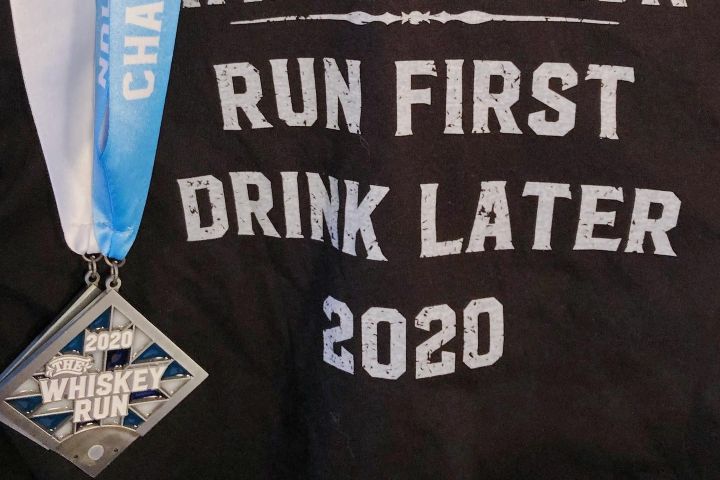 RUN FIRST
DRINK LATER
2020
CHA
2020
THE
WHISKEY
RUN